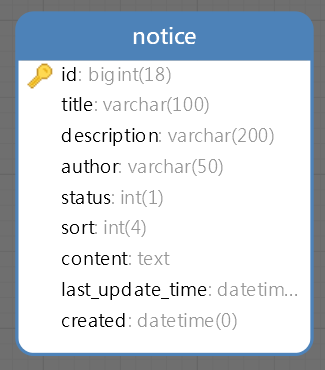 notice
id: bigint(18)
title: varchar(100)
description: varchar(200)
author: varchar(50)
status: int(1)
sort: int(4)
content: text
last_update_time: datetim...
created: datetime(0)